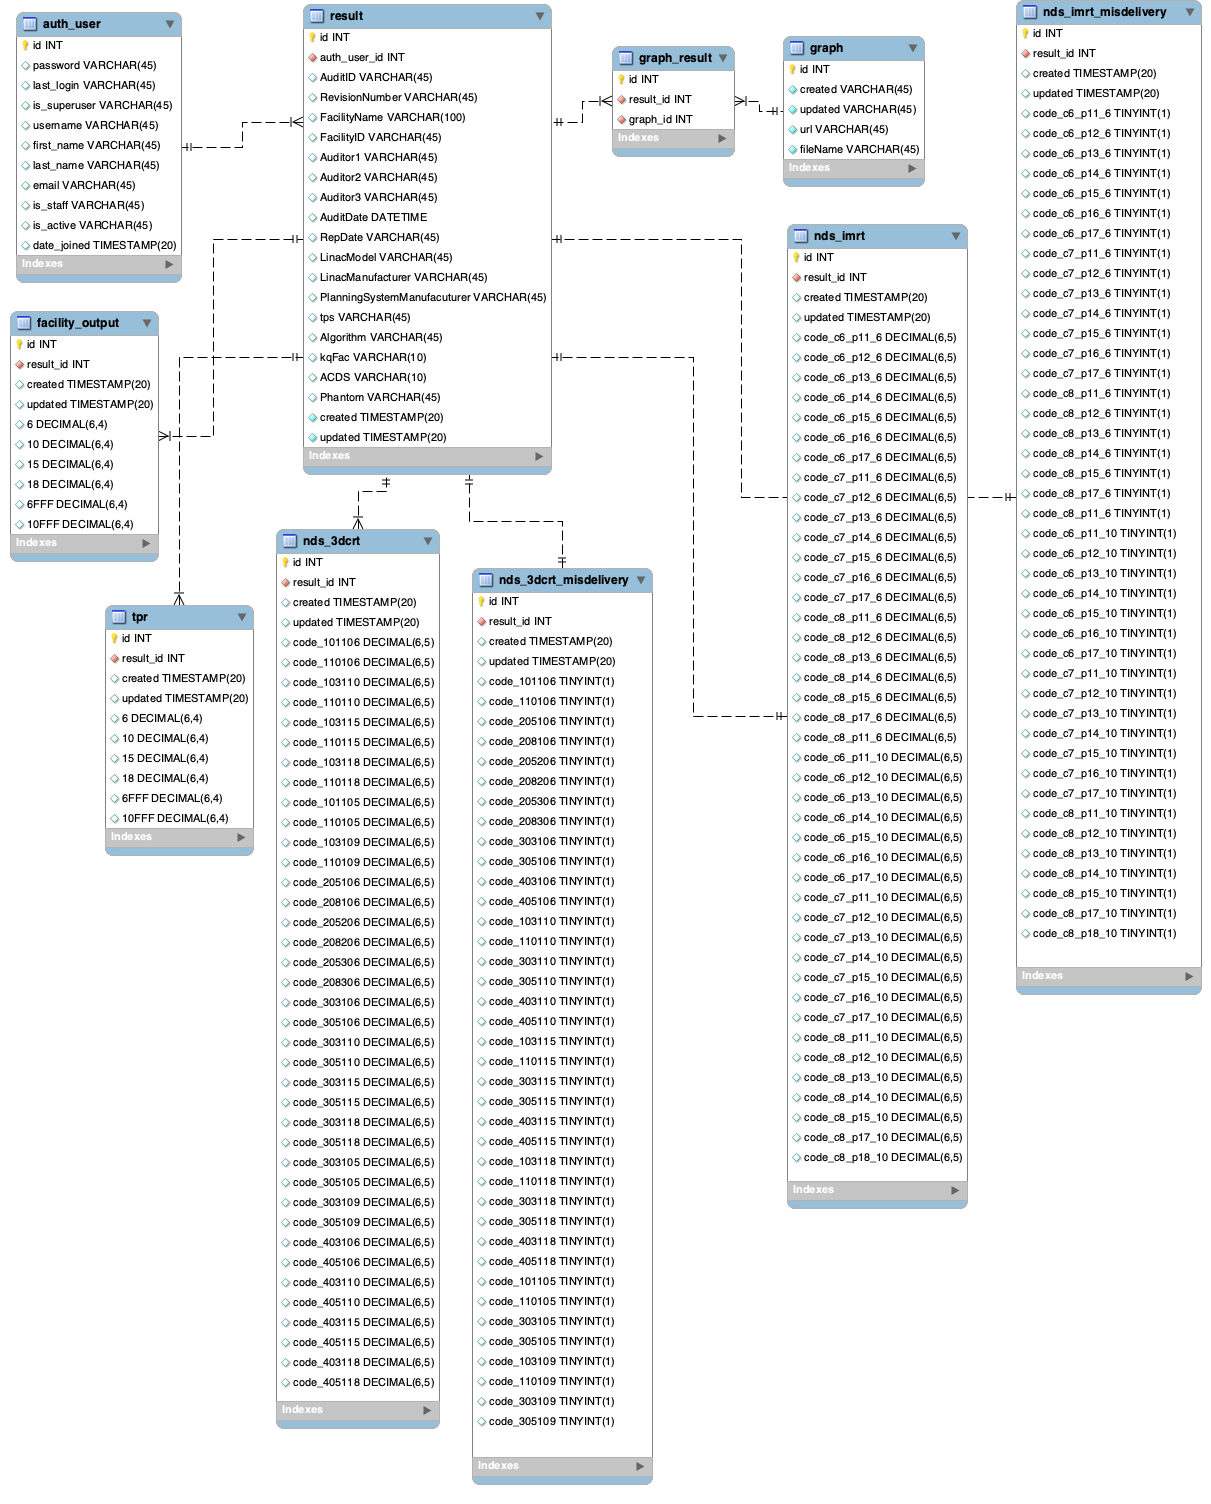 auth_user
id INT
password VARCHAR(45)
last_login VARCHAR(45)
is_superuser VARCHAR(45)
username VARCHAR(45)
first_name VARCHAR(45)
last_name VARCHAR(45)
email VARCHAR(45)
is_staff VARCHAR(45)
is_active VARCHAR(45)
date_joined TIMESTAMP(20)
Indexes
result
id INT
auth_user_id INT
AuditID VARCHAR(45)
RevisionNumber VARCHAR(45)
FacilityName VARCHAR(100)
FacilityID VARCHAR(45)
Auditor1 VARCHAR(45)
Auditor2 VARCHAR(45)
Auditor3 VARCHAR(45)
AuditDate DATETIME
RepDate VARCHAR(45)
LinacModel VARCHAR(45)
LinacManufacturer VARCHAR(45)
PlanningSystemManufacuturer VARCHAR(45)
tps VARCHAR(45)
Algorithm VARCHAR(45)
kqFac VARCHAR(10)
ACDS VARCHAR(10)
Phantom VARCHAR(45)
created TIMESTAMP(20)
updated TIMESTAMP(20)
Indexes
graph_result
id INT
result_id INT
graph_id INT
Indexes
graph
id INT
created VARCHAR(45)
updated VARCHAR(45)
url VARCHAR(45)
fileName VARCHAR(45)
Indexes
nds_imrt_misdelivery
id INT
result_id INT
created TIMESTAMP(20)
updated TIMESTAMP(20)
code_c6_p11_6 TINYINT(1)
code_c6_p12_6 TINYINT(1)
code_c6_p13_6 TINYINT(1)
code_c6_p14_6 TINYINT(1)
code_c6_p15_6 TINYINT(1)
code_c6_p16_6 TINYINT(1)
code_c6_p17_6 TINYINT(1)
code_c7_p11_6 TINYINT(1)
code_c7_p12_6 TINYINT(1)
code_c7_p13_6 TINYINT(1)
code_c7_p14_6 TINYINT(1)
code_c7_p15_6 TINYINT(1)
code_c7_p16_6 TINYINT(1)
code_c7_p17_6 TINYINT(1)
code_c8_p11_6 TINYINT(1)
code_c8_p12_6 TINYINT(1)
code_c8_p13_6 TINYINT(1)
code_c8_p14_6 TINYINT(1)
code_c8_p15_6 TINYINT(1)
code_c8_p17_6 TINYINT(1)
code_c8_p11_6 TINYINT(1)
code_c6_p11_10 TINYINT(1)
code_c6_p12_10 TINYINT(1)
code_c6_p13_10 TINYINT(1)
code_c6_p14_10 TINYINT(1)
code_c6_p15_10 TINYINT(1)
code_c6_p16_10 TINYINT(1)
code_c6_p17_10 TINYINT(1)
code_c7_p11_10 TINYINT(1)
code_c7_p12_10 TINYINT(1)
code_c7_p13_10 TINYINT(1)
code_c7_p14_10 TINYINT(1)
code_c7_p15_10 TINYINT(1)
code_c7_p16_10 TINYINT(1)
code_c7_p17_10 TINYINT(1)
code_c8_p11_10 TINYINT(1)
code_c8_p12_10 TINYINT(1)
code_c8_p13_10 TINYINT(1)
code_c8_p14_10 TINYINT(1)
code_c8_p15_10 TINYINT(1)
code_c8_p17_10 TINYINT(1)
code_c8_p18_10 TINYINT(1)
Indexes
facility_output
id INT
result_id INT
created TIMESTAMP(20)
updated TIMESTAMP(20)
6 DECIMAL(6,4)
10 DECIMAL(6,4)
15 DECIMAL(6,4)
18 DECIMAL(6,4)
6FFF DECIMAL(6,4)
10FFF DECIMAL(6,4)
Indexes
tpr
id INT
result_id INT
created TIMESTAMP(20)
updated TIMESTAMP(20)
6 DECIMAL(6,4)
10 DECIMAL(6,4)
15 DECIMAL(6,4)
18 DECIMAL(6,4)
6FFF DECIMAL(6,4)
10FFF DECIMAL(6,4)
Indexes
nds_3dcrt
id INT
result_id INT
created TIMESTAMP(20)
updated TIMESTAMP(20)
code_101106 DECIMAL(6,5)
code_110106 DECIMAL(6,5)
code_103110 DECIMAL(6,5)
code_110110 DECIMAL(6,5)
code_103115 DECIMAL(6,5)
code_110115 DECIMAL(6,5)
code_103118 DECIMAL(6,5)
code_110118 DECIMAL(6,5)
code_101105 DECIMAL(6,5)
code_110105 DECIMAL(6,5)
code_103109 DECIMAL(6,5)
code_110109 DECIMAL(6,5)
code_205106 DECIMAL(6,5)
code_208106 DECIMAL(6,5)
code_205206 DECIMAL(6,5)
code_208206 DECIMAL(6,5)
code_205306 DECIMAL(6,5)
code_208306 DECIMAL(6,5)
code_303106 DECIMAL(6,5)
code_305106 DECIMAL(6,5)
code_303110 DECIMAL(6,5)
code_305110 DECIMAL(6,5)
code_303115 DECIMAL(6,5)
code_305115 DECIMAL(6,5)
code_303118 DECIMAL(6,5)
code_305118 DECIMAL(6,5)
code_303105 DECIMAL(6,5)
code_305105 DECIMAL(6,5)
code_303109 DECIMAL(6,5)
code_305109 DECIMAL(6,5)
code_403106 DECIMAL(6,5)
code_405106 DECIMAL(6,5)
code_403110 DECIMAL(6,5)
code_405110 DECIMAL(6,5)
code_403115 DECIMAL(6,5)
code_405115 DECIMAL(6,5)
code_403118 DECIMAL(6,5)
code_405118 DECIMAL(6,5)
Indexes
nds_3dcrt_misdelivery
id INT
result_id INT
created TIMESTAMP(20)
updated TIMESTAMP(20)
code_101106 TINYINT(1)
code_110106 TINYINT(1)
code_205106 TINYINT(1)
code_208106 TINYINT(1)
code_205206 TINYINT(1)
code_208206 TINYINT(1)
code_205306 TINYINT(1)
code_208306 TINYINT(1)
code_303106 TINYINT(1)
code_305106 TINYINT(1)
code_403106 TINYINT(1)
code_405106 TINYINT(1)
code_103110 TINYINT(1)
code_110110 TINYINT(1)
code_303110 TINYINT(1)
code_305110 TINYINT(1)
code_403110 TINYINT(1)
code_405110 TINYINT(1)
code_103115 TINYINT(1)
code_110115 TINYINT(1)
code_303115 TINYINT(1)
code_305115 TINYINT(1)
code_403115 TINYINT(1)
code_405115 TINYINT(1)
code_103118 TINYINT(1)
code_110118 TINYINT(1)
code_303118 TINYINT(1)
code_305118 TINYINT(1)
code_403118 TINYINT(1)
code_405118 TINYINT(1)
code_101105 TINYINT(1)
code_110105 TINYINT(1)
code_303105 TINYINT(1)
code_305105 TINYINT(1)
code_103109 TINYINT(1)
code_110109 TINYINT(1)
code_303109 TINYINT(1)
code_305109 TINYINT(1)
Indexes
nds_imrt
id INT
result_id INT
created TIMESTAMP(20)
updated TIMESTAMP(20)
code_c6_p11_6 DECIMAL(6,5)
code_c6_p12_6 DECIMAL(6,5)
code_c6_p13_6 DECIMAL(6,5)
code_c6_p14_6 DECIMAL(6,5)
code_c6_p15_6 DECIMAL(6,5)
code_c6_p16_6 DECIMAL(6,5)
code_c6_p17_6 DECIMAL(6,5)
code_c7_p11_6 DECIMAL(6,5)
code_c7_p12_6 DECIMAL(6,5)
code_c7_p13_6 DECIMAL(6,5)
code_c7_p14_6 DECIMAL(6,5)
code_c7_p15_6 DECIMAL(6,5)
code_c7_p16_6 DECIMAL(6,5)
code_c7_p17_6 DECIMAL(6,5)
code_c8_p11_6 DECIMAL(6,5)
code_c8_p12_6 DECIMAL(6,5)
code_c8_p13_6 DECIMAL(6,5)
code_c8_p14_6 DECIMAL(6,5)
code_c8_p15_6 DECIMAL(6,5)
code_c8_p17_6 DECIMAL(6,5)
code_c8_p11_6 DECIMAL(6,5)
code_c6_p11_10 DECIMAL(6,5)
code_c6_p12_10 DECIMAL(6,5)
code_c6_p13_10 DECIMAL(6,5)
code_c6_p14_10 DECIMAL(6,5)
code_c6_p15_10 DECIMAL(6,5)
code_c6_p16_10 DECIMAL(6,5)
code_c6_p17_10 DECIMAL(6,5)
code_c7_p11_10 DECIMAL(6,5)
code_c7_p12_10 DECIMAL(6,5)
code_c7_p13_10 DECIMAL(6,5)
code_c7_p14_10 DECIMAL(6,5)
code_c7_p15_10 DECIMAL(6,5)
code_c7_p16_10 DECIMAL(6,5)
code_c7_p17_10 DECIMAL(6,5)
code_c8_p11_10 DECIMAL(6,5)
code_c8_p12_10 DECIMAL(6,5)
code_c8_p13_10 DECIMAL(6,5)
code_c8_p14_10 DECIMAL(6,5)
code_c8_p15_10 DECIMAL(6,5)
code_c8_p17_10 DECIMAL(6,5)
code_c8_p18_10 DECIMAL(6,5)
Indexes